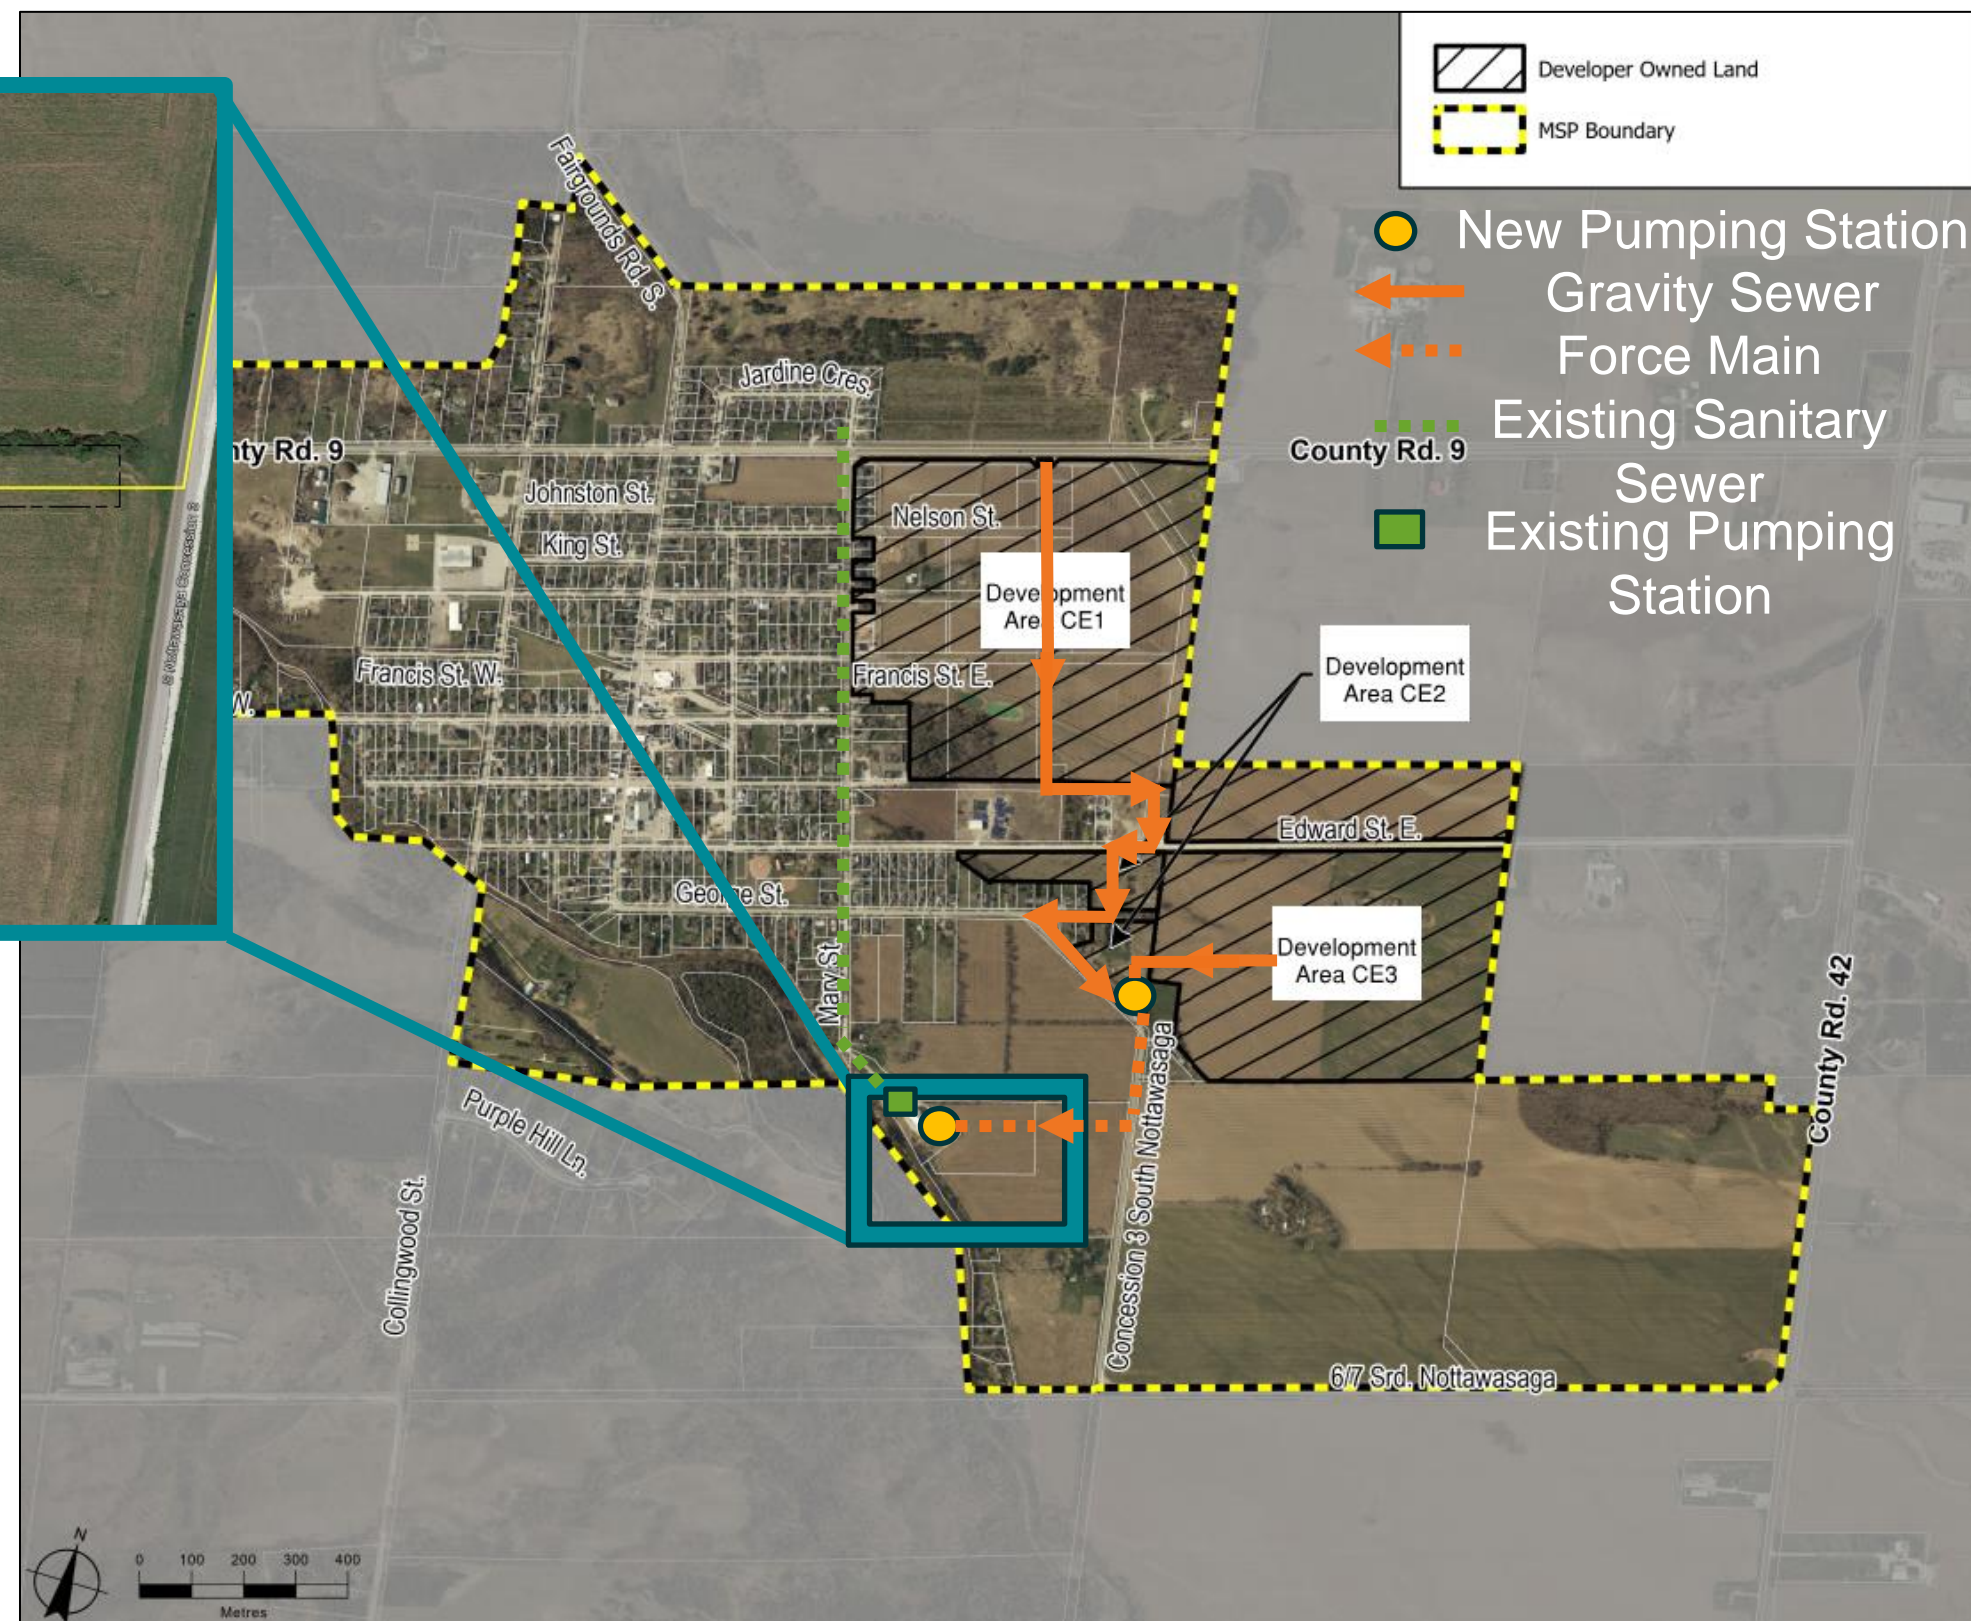 Developer Owned Land
MSP Boundary
New Pumping Station
Gravity Sewer
Force Main
Existing Sanitary
Sewer
Existing Pumping
Station
Fairgrounds Rd. S.
Jardine Cres.
nty Rd. 9
County Rd. 9
Johnston St.
Nelson St.
King St.
Development
Area CE1
Francis St. W.
Francis St. E.
Development
Area CE2
W.
Edward St. E.
George St.
Development
Area CE3
Mary St.
County Rd. 42
Purple Hill Ln.
Collingwood St.
Concession 3 South Nottawasaga
6/7 Srd. Nottawasaga
N
0 100 200 300 400
Metres